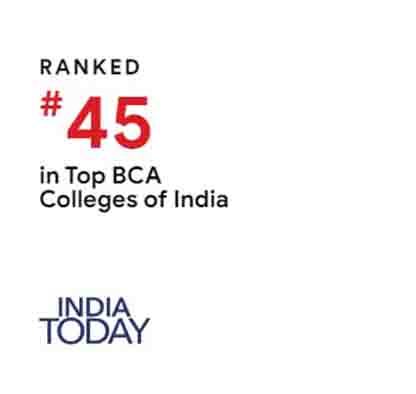 RANKED
#45
in Top BCA
Colleges of India
INDIA
TODAY